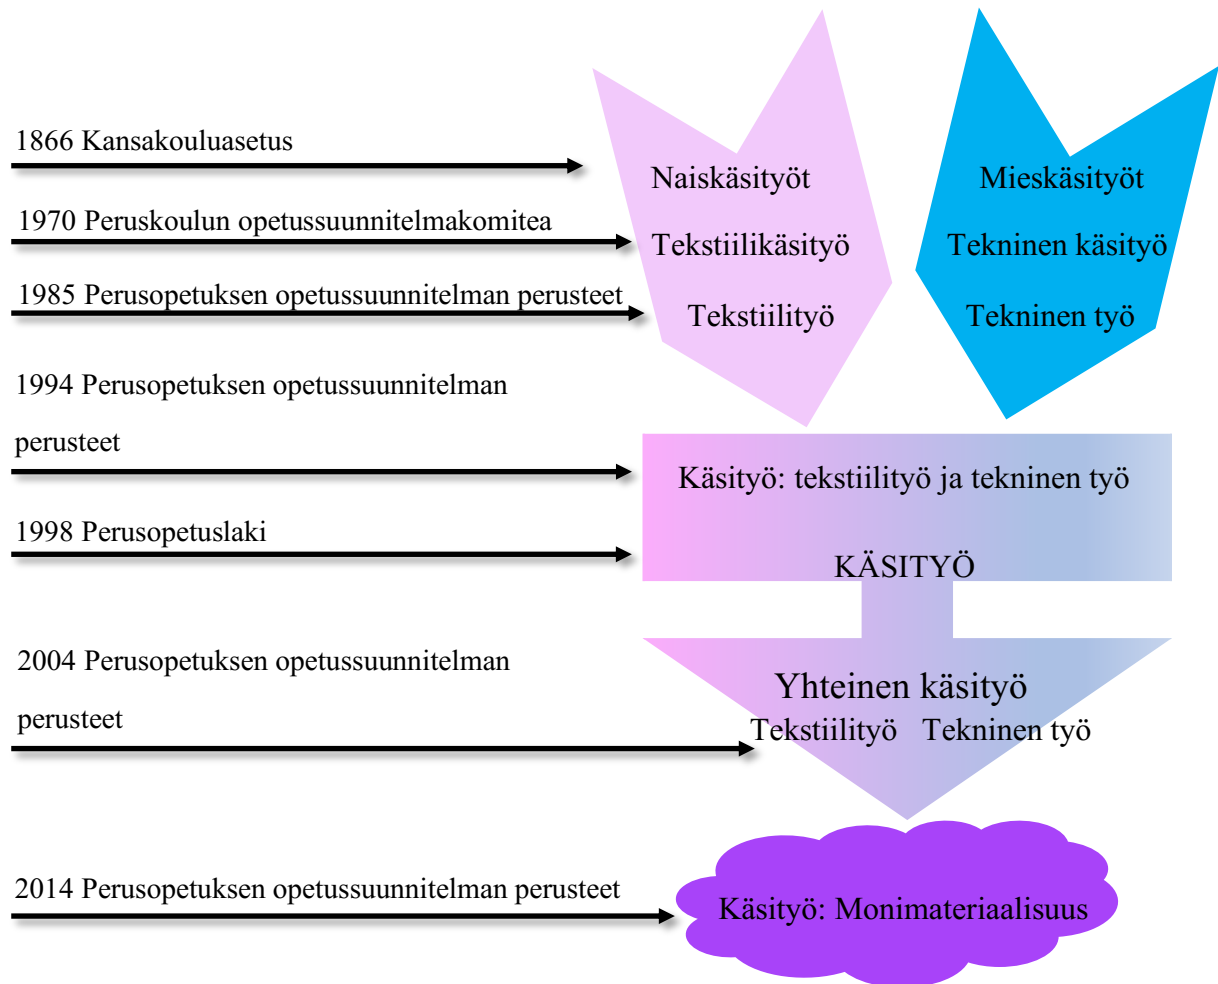 1866 Kansakouluasetus
Naiskäsityöt
Mieskäsityöt
1970 Peruskoulun opetussuunnitelmakomitea
Tekstiilikäsityö
Tekninen käsityö
1985 Perusopetuksen opetussuunnitelman perusteet
Tekstiilityö
Tekninen työ
1994 Perusopetuksen opetussuunnitelman
perusteet
Käsityö: tekstiilityö ja tekninen työ
1998 Perusopetuslaki
KÄSITYÖ
2004 Perusopetuksen opetussuunnitelman
perusteet
Yhteinen käsityö
Tekstiilityö Tekninen työ
2014 Perusopetuksen opetussuunnitelman perusteet
Käsityö: Monimateriaalisuus